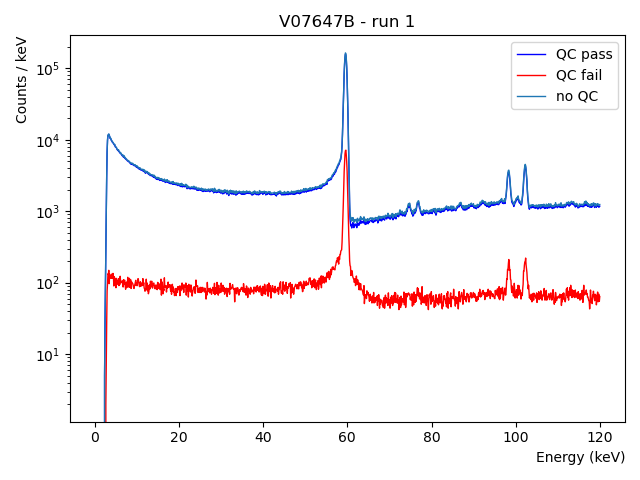 V07647B - run 1
Counts / keV
QC pass
QC fail
no QC
10^5
10^4
10^3
10^2
10^1
0 20 40 60 80 100 120
Energy (keV)